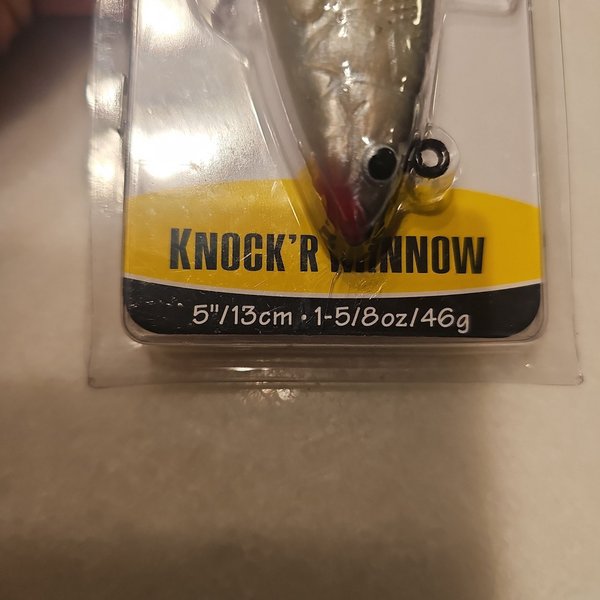 KNOCK'R MINNOW
5"/13cm · 1-5/8oz/46g